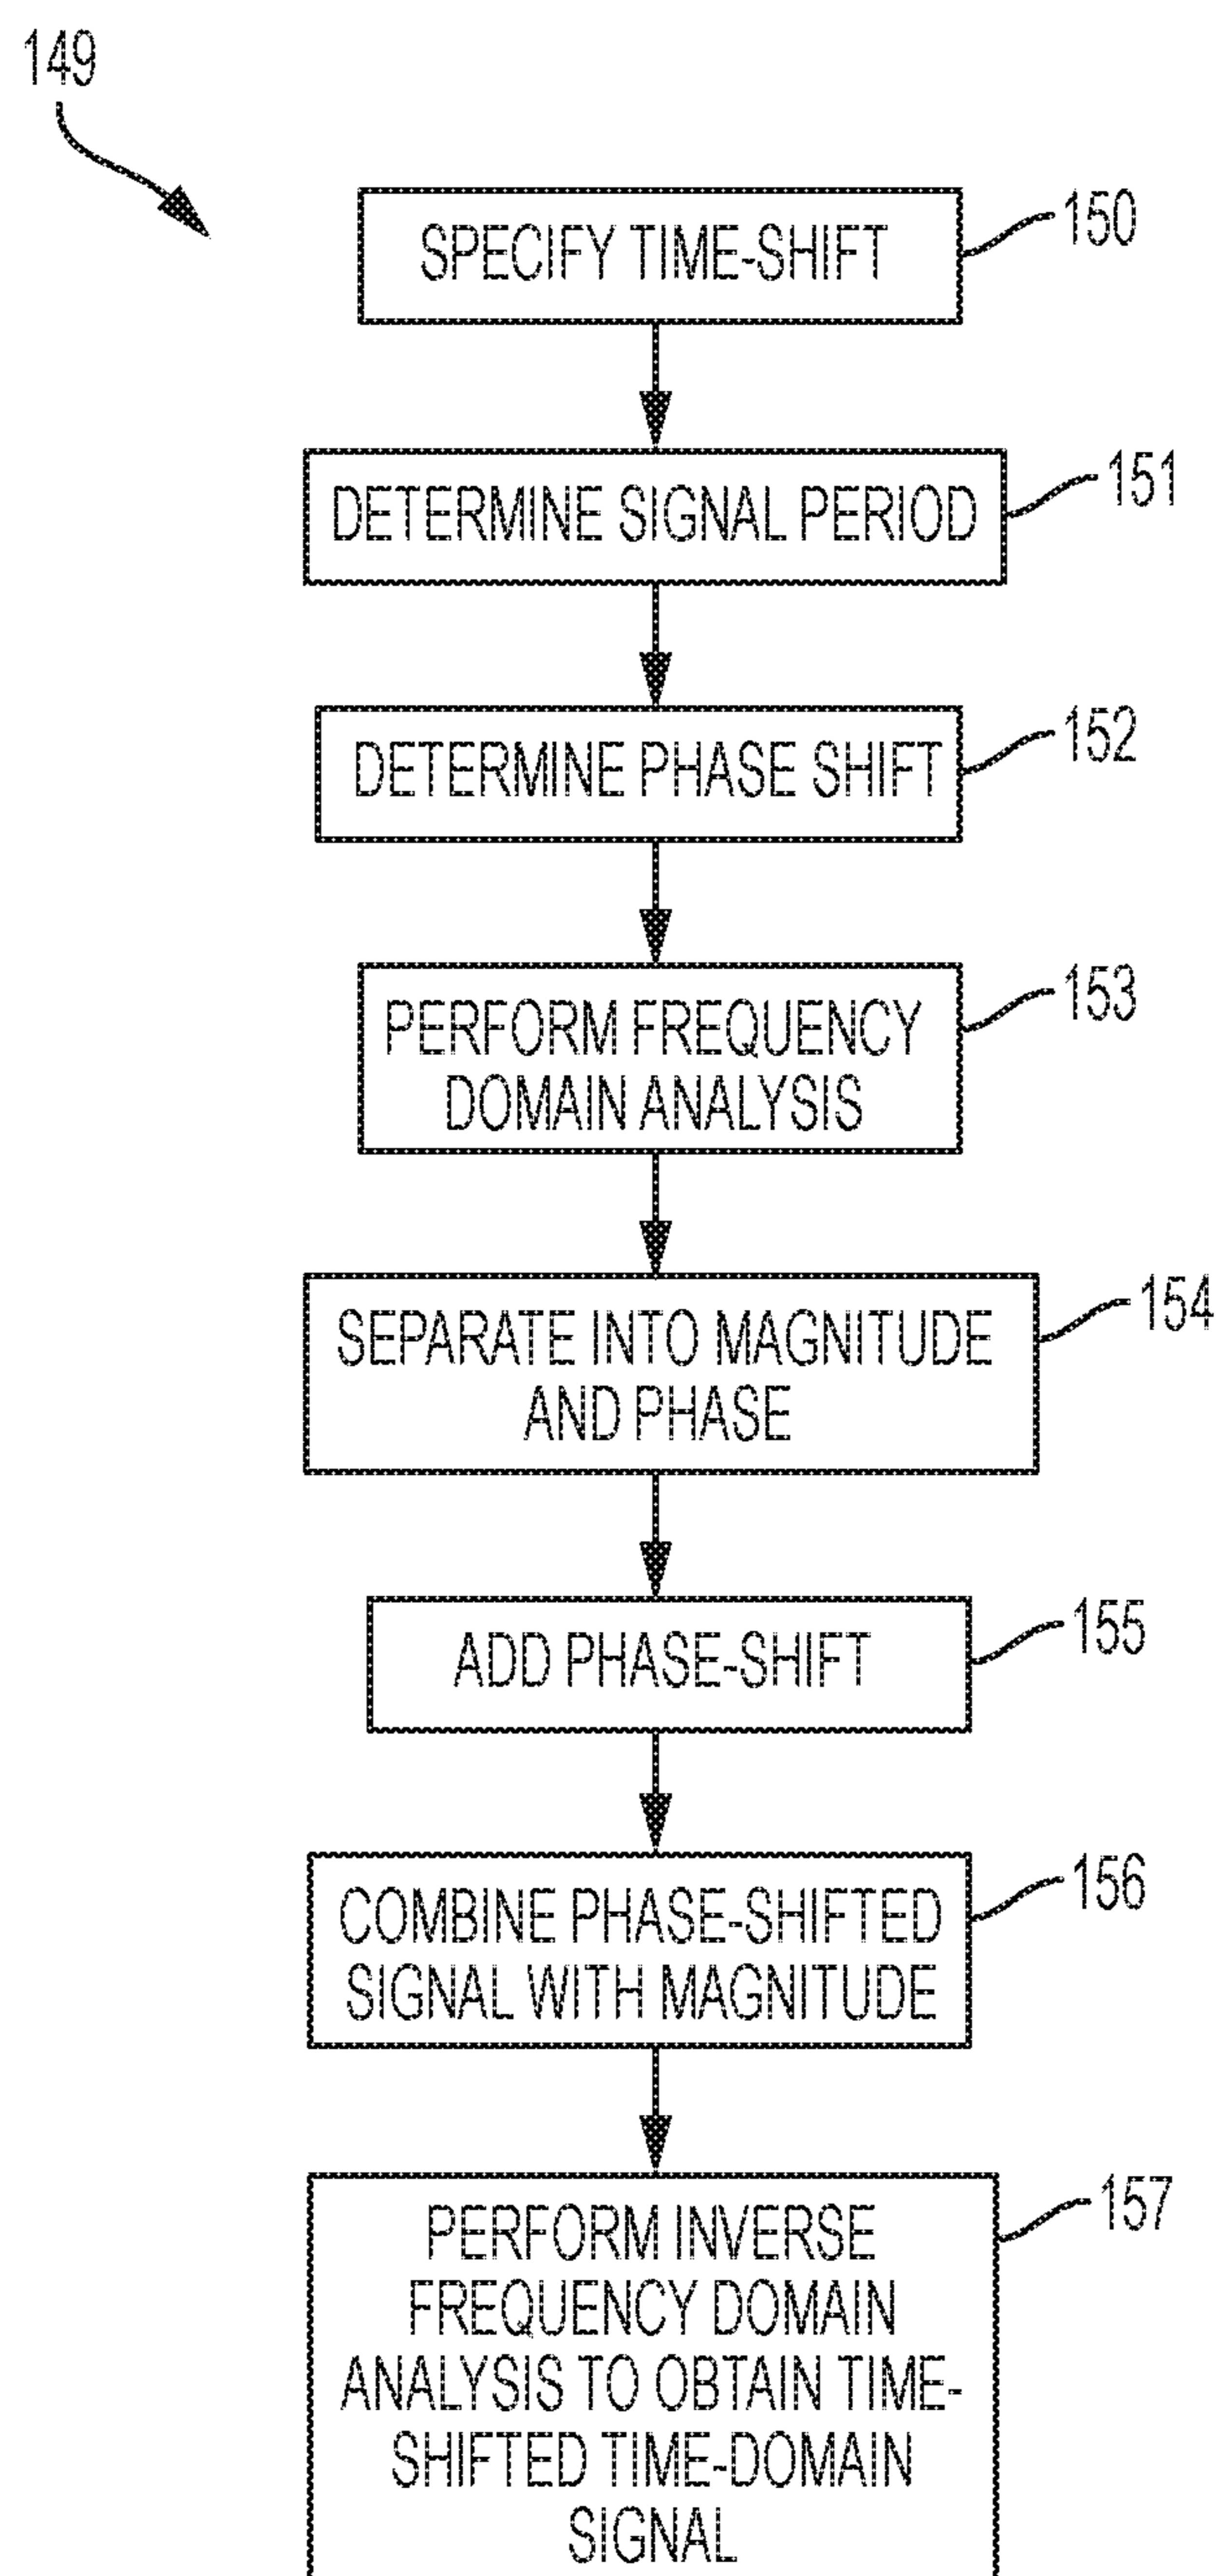 149
SPECIFY TIME-SHIFT
150
DETERMINE SIGNAL PERIOD
151
DETERMINE PHASE SHIFT
152
PERFORM FREQUENCY
DOMAIN ANALYSIS
153
SEPARATE INTO MAGNITUDE
AND PHASE
154
ADD PHASE-SHIFT
155
COMBINE PHASE-SHIFTED
SIGNAL WITH MAGNITUDE
156
PERFORM INVERSE
FREQUENCY DOMAIN
ANALYSIS TO OBTAIN TIME-
SHIFTED TIME-DOMAIN
SIGNAL
157